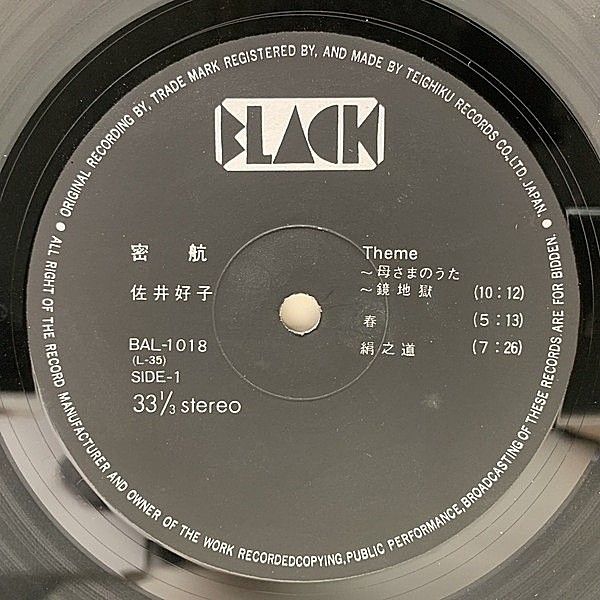 ORIGINAL RECORDING BY, TRADE MARK REGISTERED BY, AND MADE BY TEICHIKU RECORDS CO., LTD. JAPAN.
BLACK
密航
佐井好子
BAL-1018
(L-35)
SIDE-1
33⅓ stereo
Theme
～母さまのうた
～鏡地獄 (10:12)
春 (5:13)
絹之道 (7:26)
ALL RIGHT OF THE RECORD MANUFACTURER AND OWNER OF THE WORK RECORDEDCOPYING, PUBLIC PERFORMANCE, BROADCASTING OF THESE RECORDS ARE FOR BIDDEN.